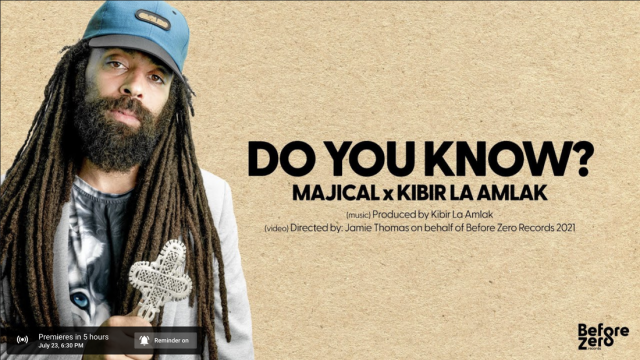 DO YOU KNOW?
MAJICAL x KIBIR LA AMLAK
(music) Produced by Kibir La Amlak
(video) Directed by: Jamie Thomas on behalf of Before Zero Records 2021
Premieres in 5 hours
July 23, 6:30 PM
Reminder on
Before
Zero